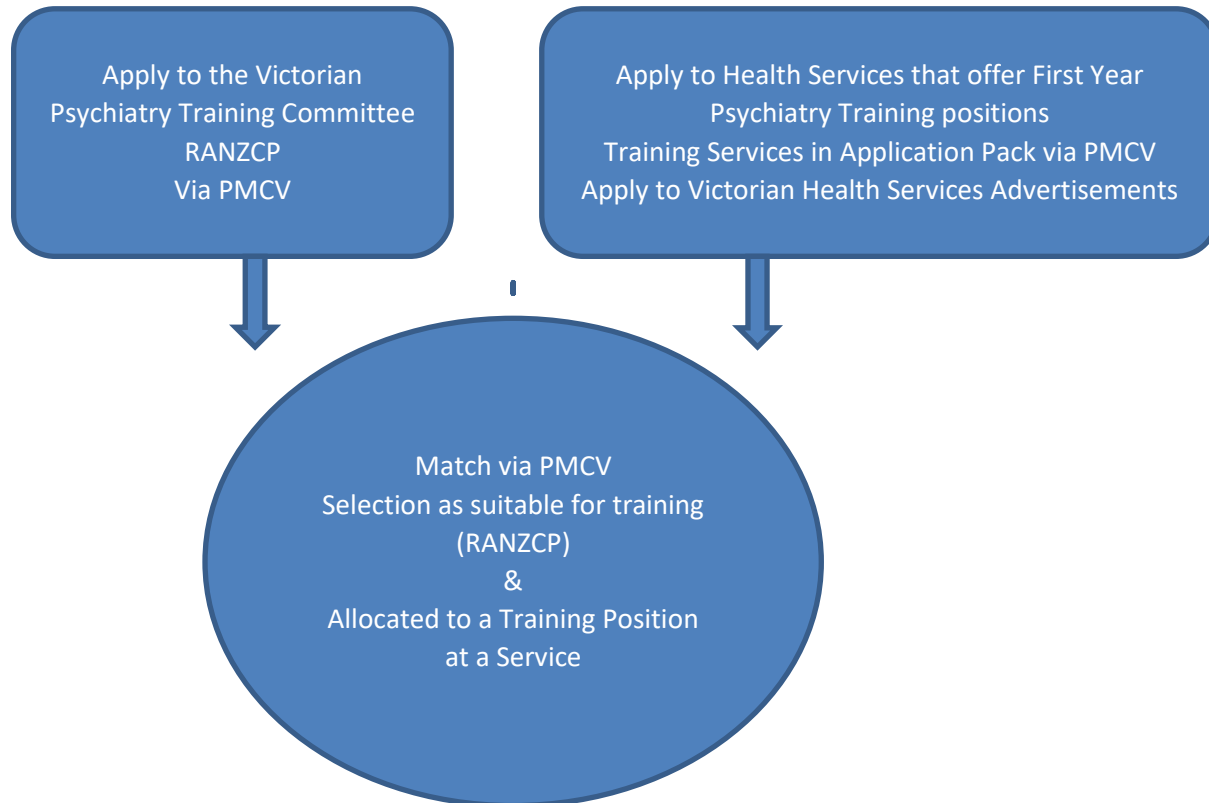 Apply to the Victorian
Psychiatry Training Committee
RANZCP
Via PMCV
Apply to Health Services that offer First Year
Psychiatry Training positions
Training Services in Application Pack via PMCV
Apply to Victorian Health Services Advertisements
Match via PMCV
Selection as suitable for training
(RANZCP)
&
Allocated to a Training Position
at a Service